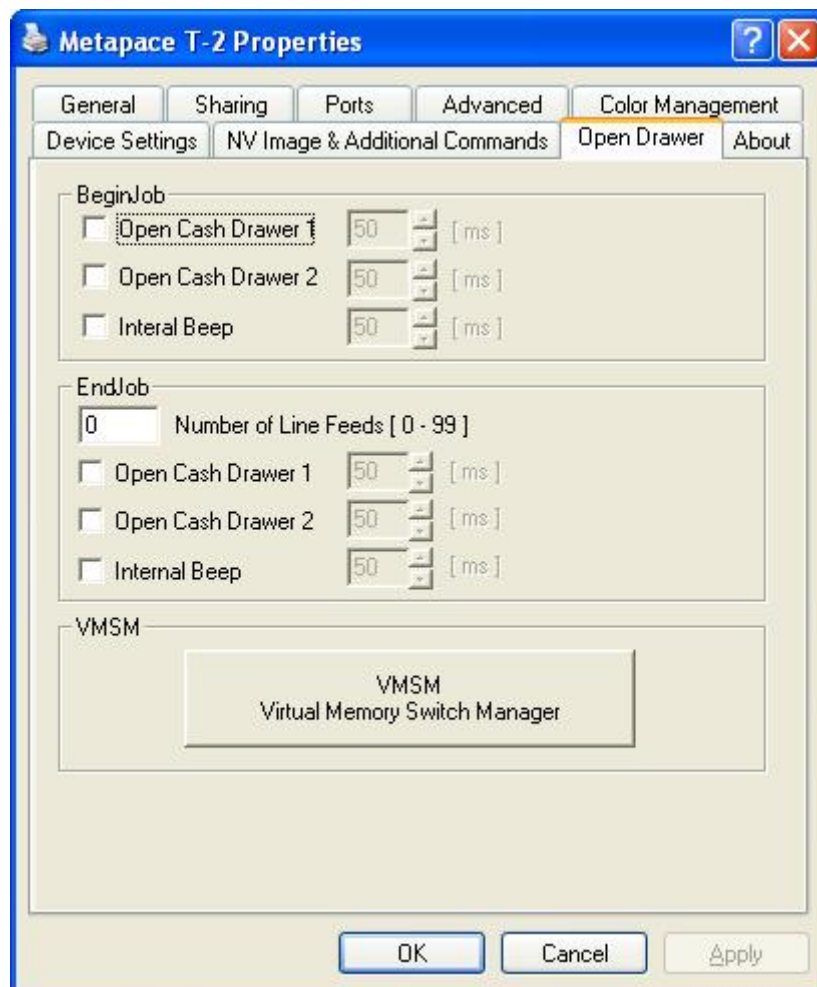 Metapace T-2 Properties
General Sharing Ports Advanced Color Management
Device Settings NV Image & Additional Commands Open Drawer About
BeginJob
Open Cash Drawer 1 50 [ ms ]
Open Cash Drawer 2 50 [ ms ]
Interal Beep 50 [ ms ]
EndJob
0 Number of Line Feeds [ 0 - 99 ]
Open Cash Drawer 1 50 [ ms ]
Open Cash Drawer 2 50 [ ms ]
Internal Beep 50 [ ms ]
VMSM
VMSM
Virtual Memory Switch Manager
OK Cancel Apply